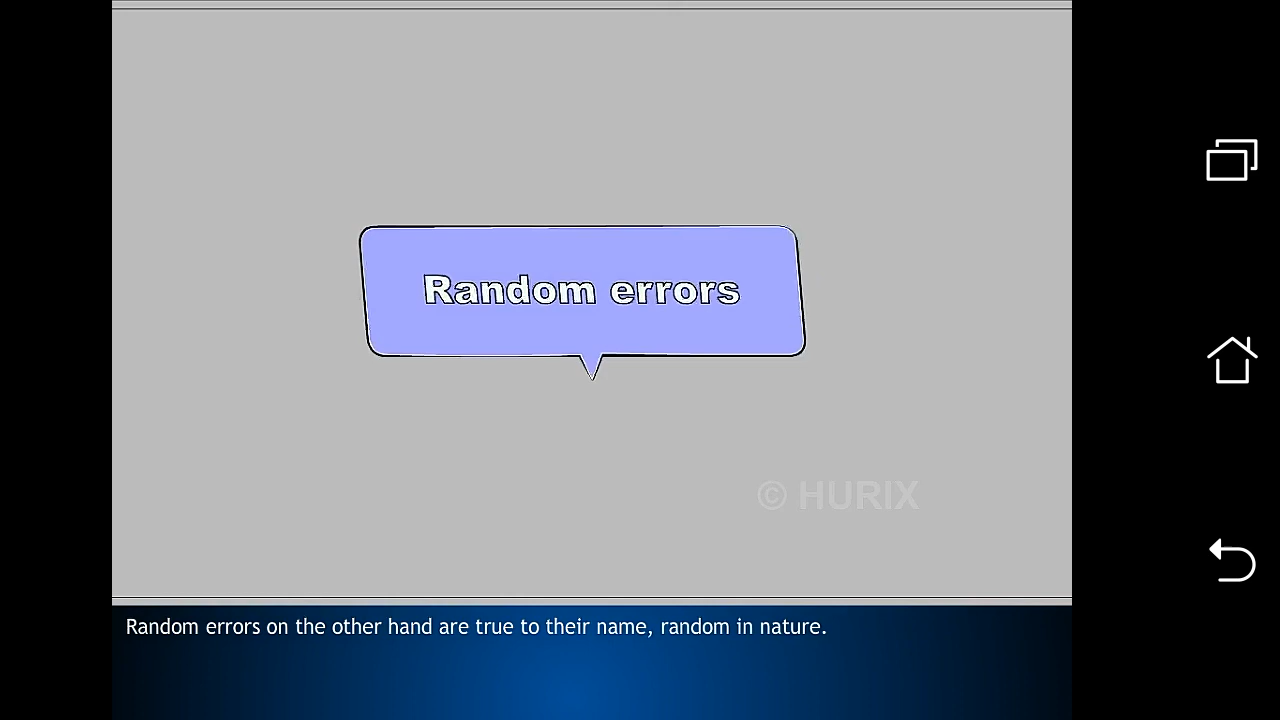 Random errors
© HURIX
Random errors on the other hand are true to their name, random in nature.